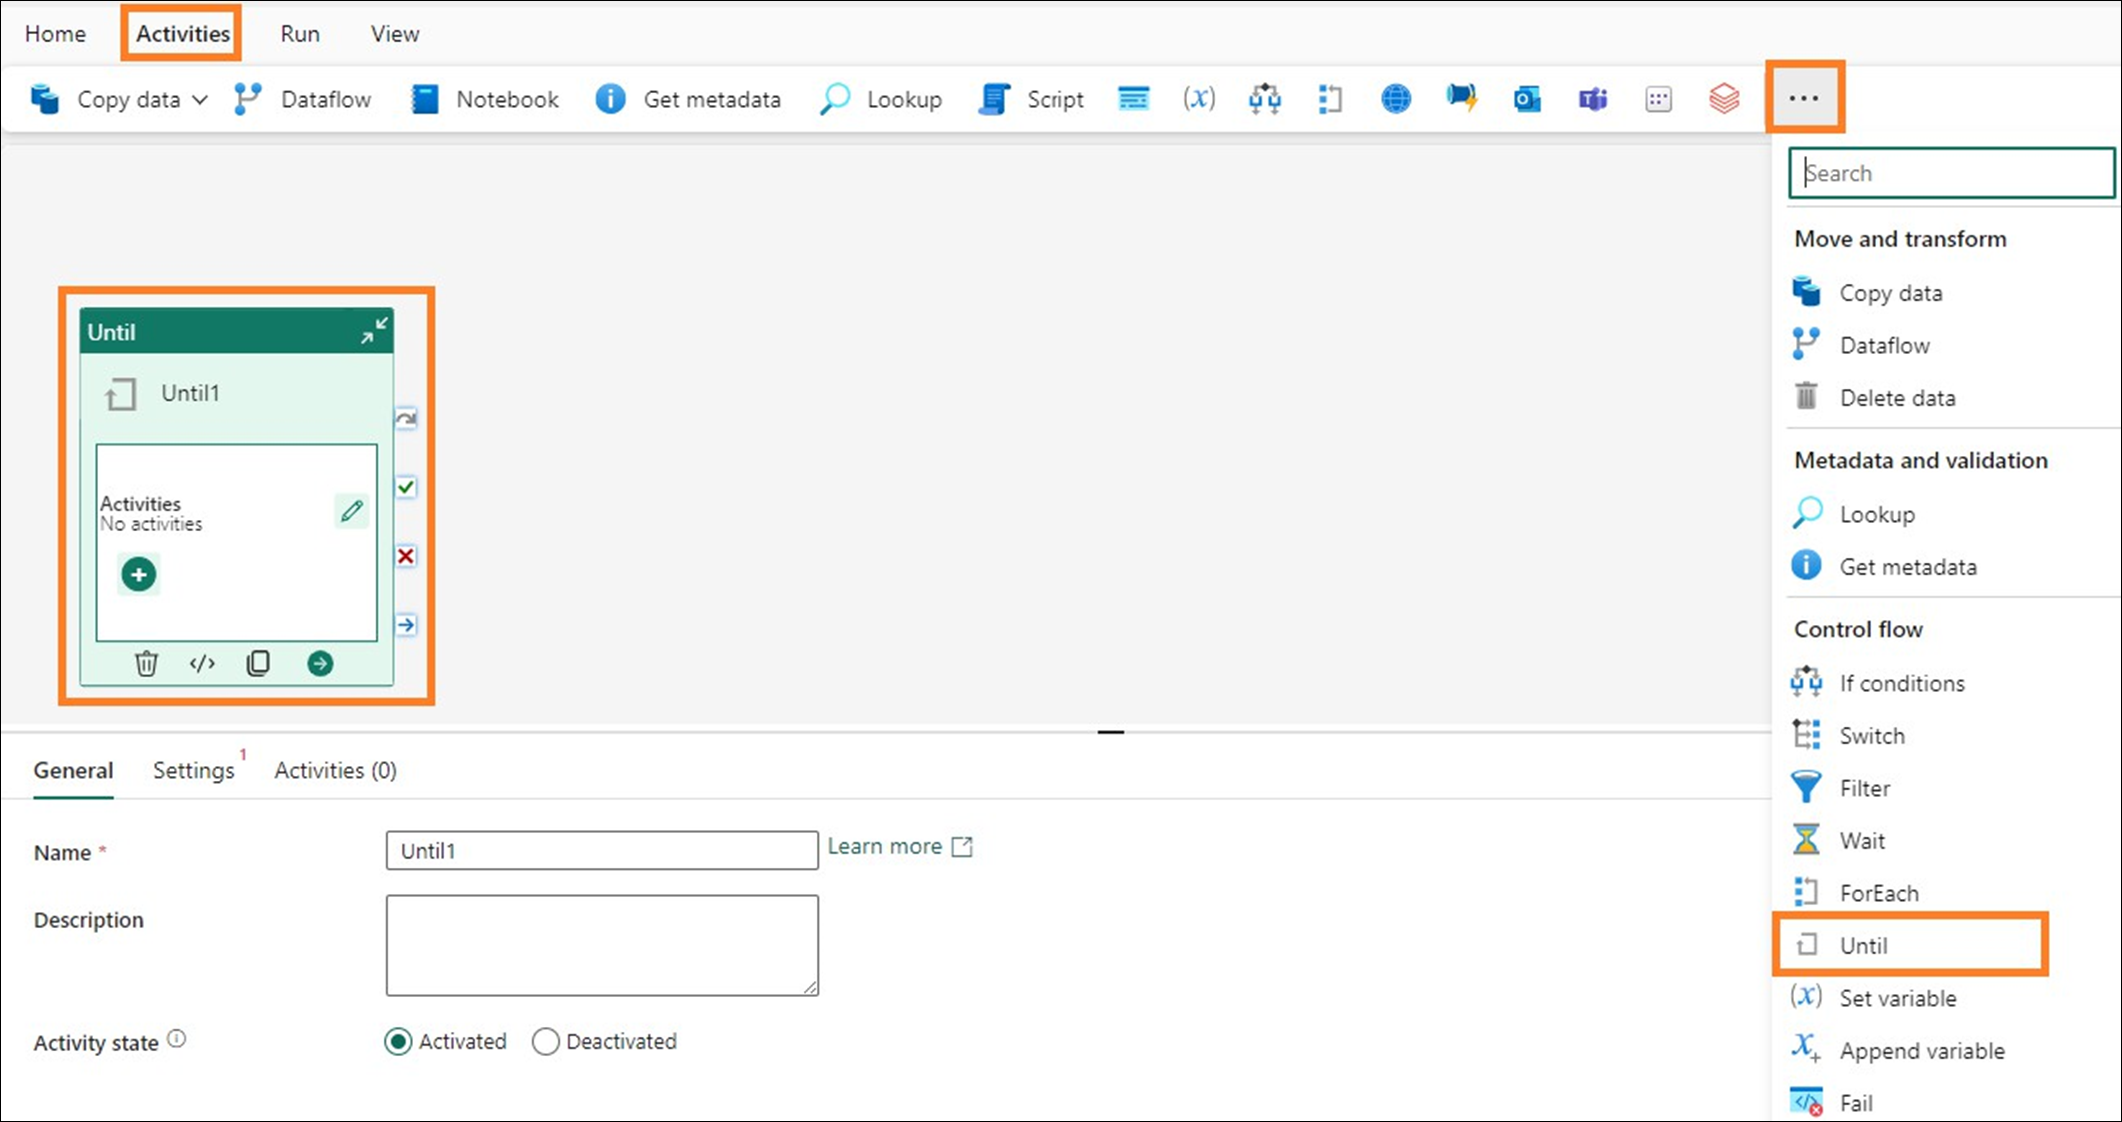 Home Activities Run View
Copy data Dataflow Notebook Get metadata Lookup Script (x) ...
Search
Move and transform
Copy data
Dataflow
Delete data
Metadata and validation
Lookup
Get metadata
Control flow
If conditions
Switch
Filter
Wait
ForEach
Until
(x) Set variable
X+ Append variable
</> Fail
Until
Until1
Activities
No activities
</>
General Settings 1 Activities (0)
Name * Until1 Learn more
Description
Activity state Activated Deactivated